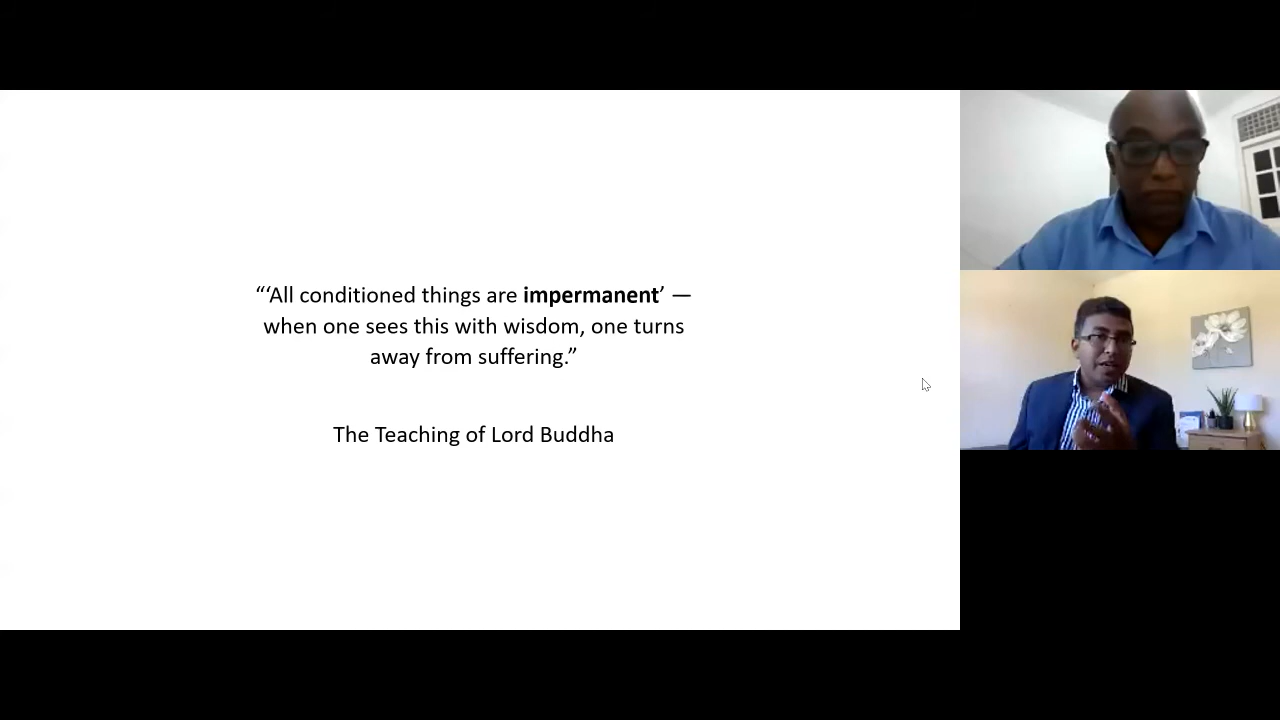 “‘All conditioned things are impermanent’ —
when one sees this with wisdom, one turns
away from suffering.”
The Teaching of Lord Buddha